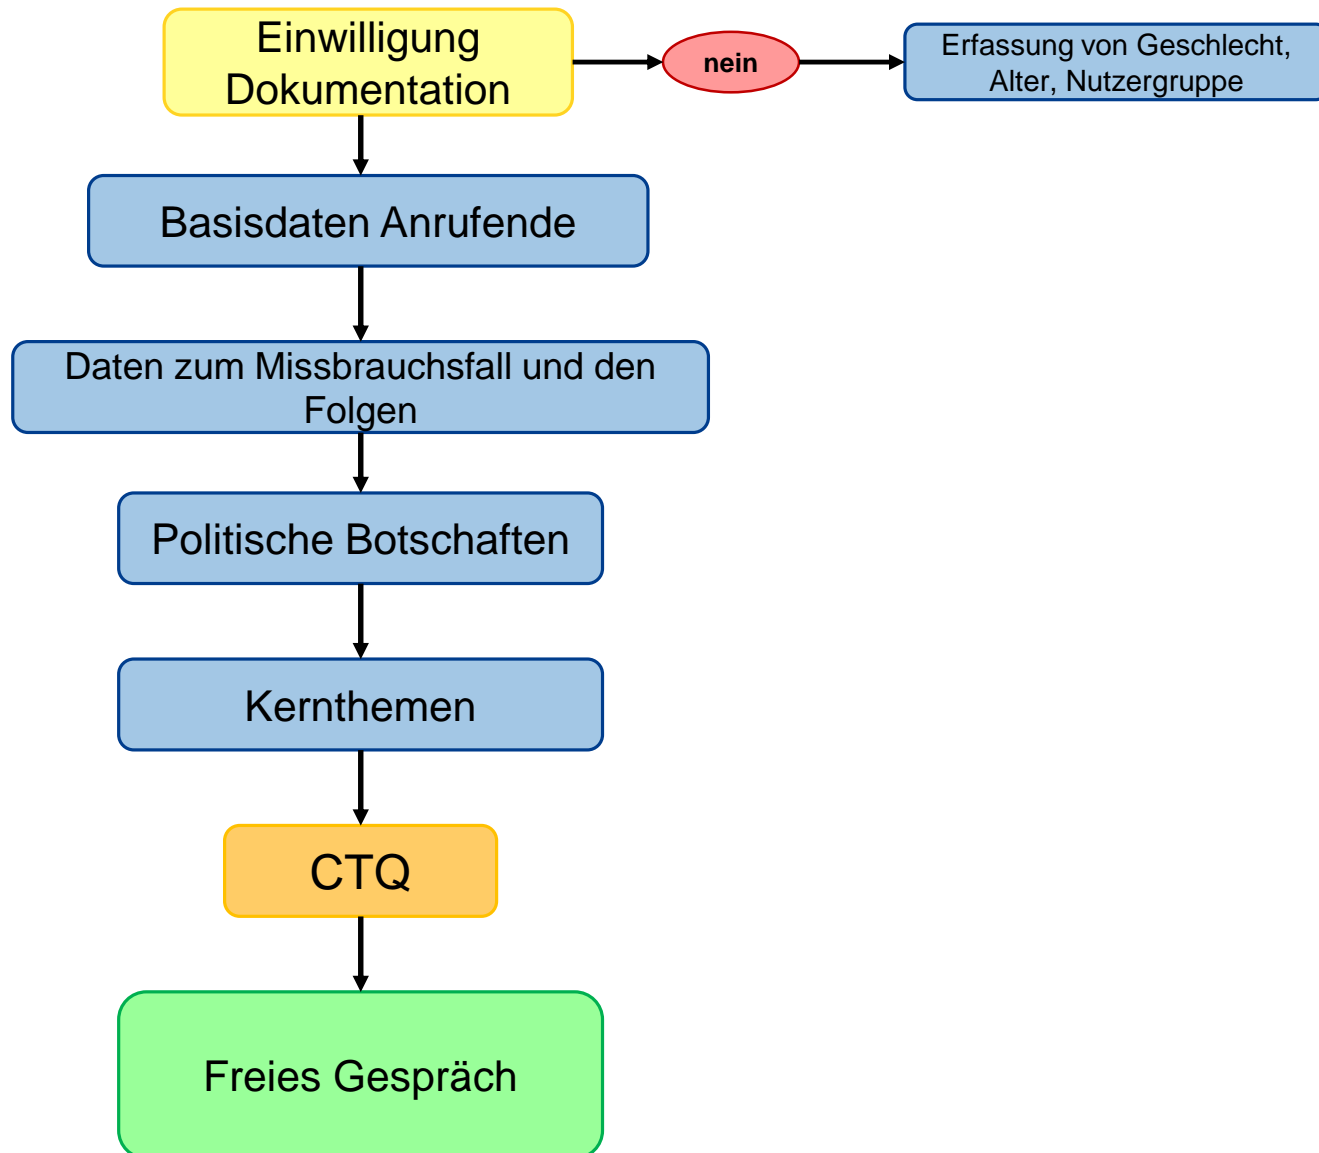 Einwilligung
Dokumentation
nein
Erfassung von Geschlecht,
Alter, Nutzergruppe
Basisdaten Anrufende
Daten zum Missbrauchsfall und den
Folgen
Politische Botschaften
Kernthemen
CTQ
Freies Gespräch